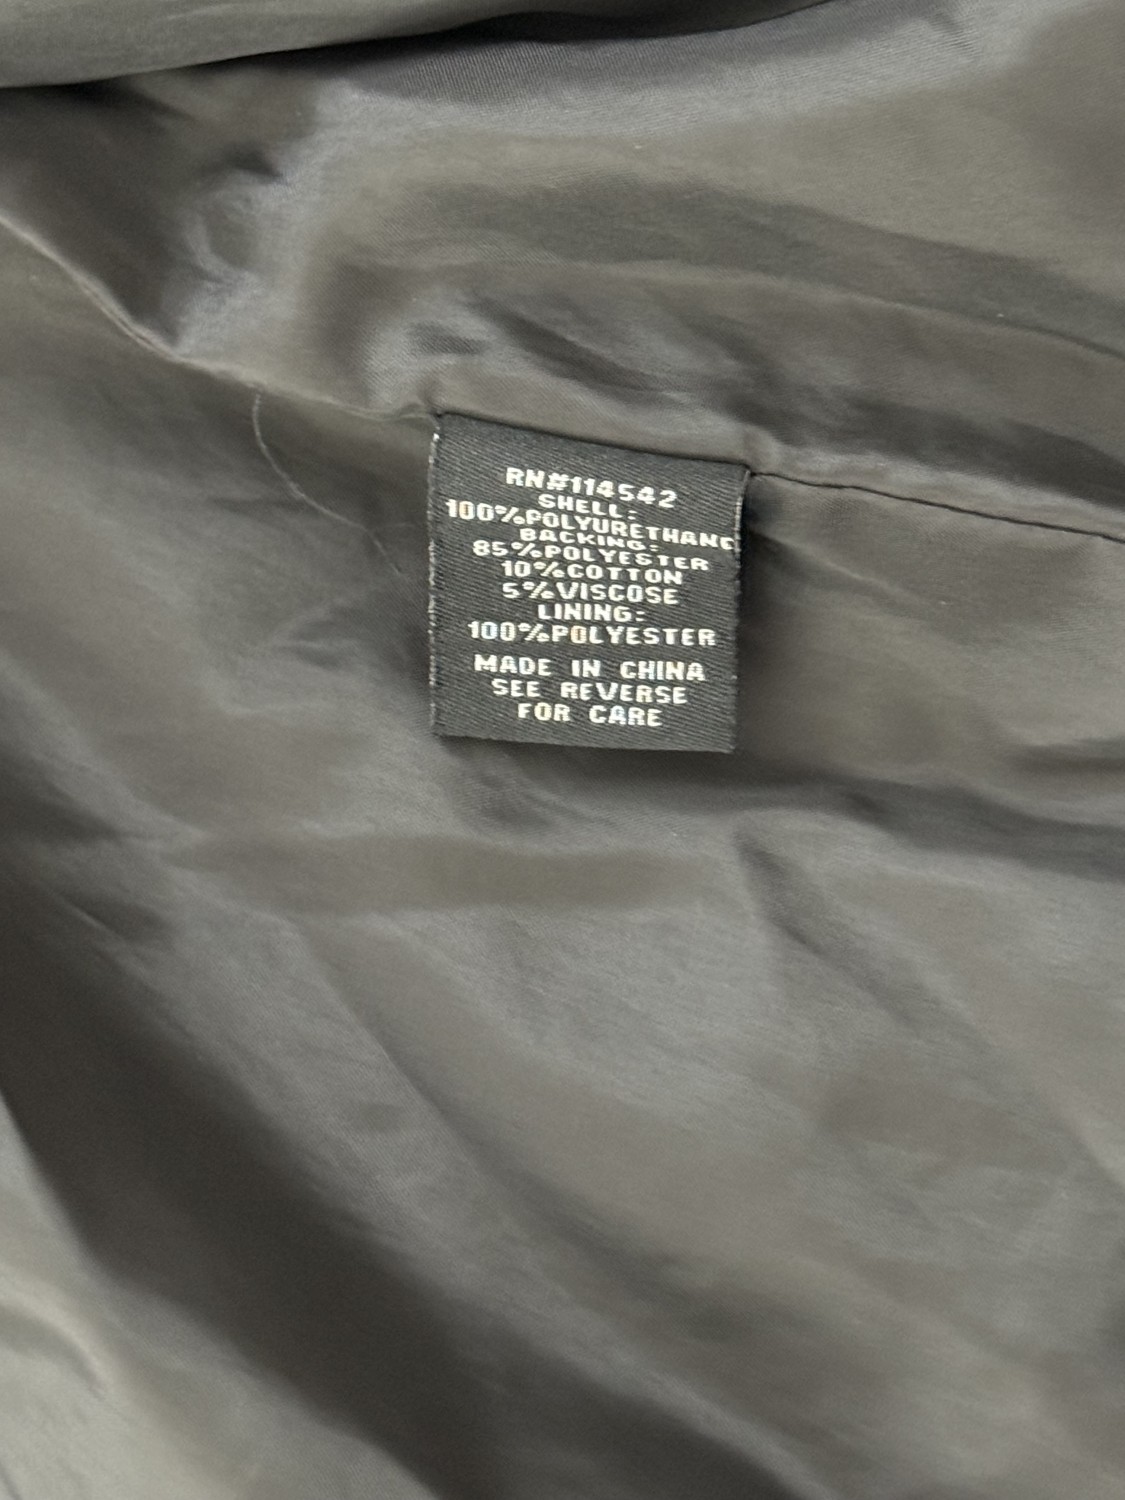 RN#114542
SHELL:
100%POLYURETHANE
BACKING:
85%POLYESTER
10%COTTON
5%VISCOSE
LINING:
100%POLYESTER
MADE IN CHINA
SEE REVERSE
FOR CARE